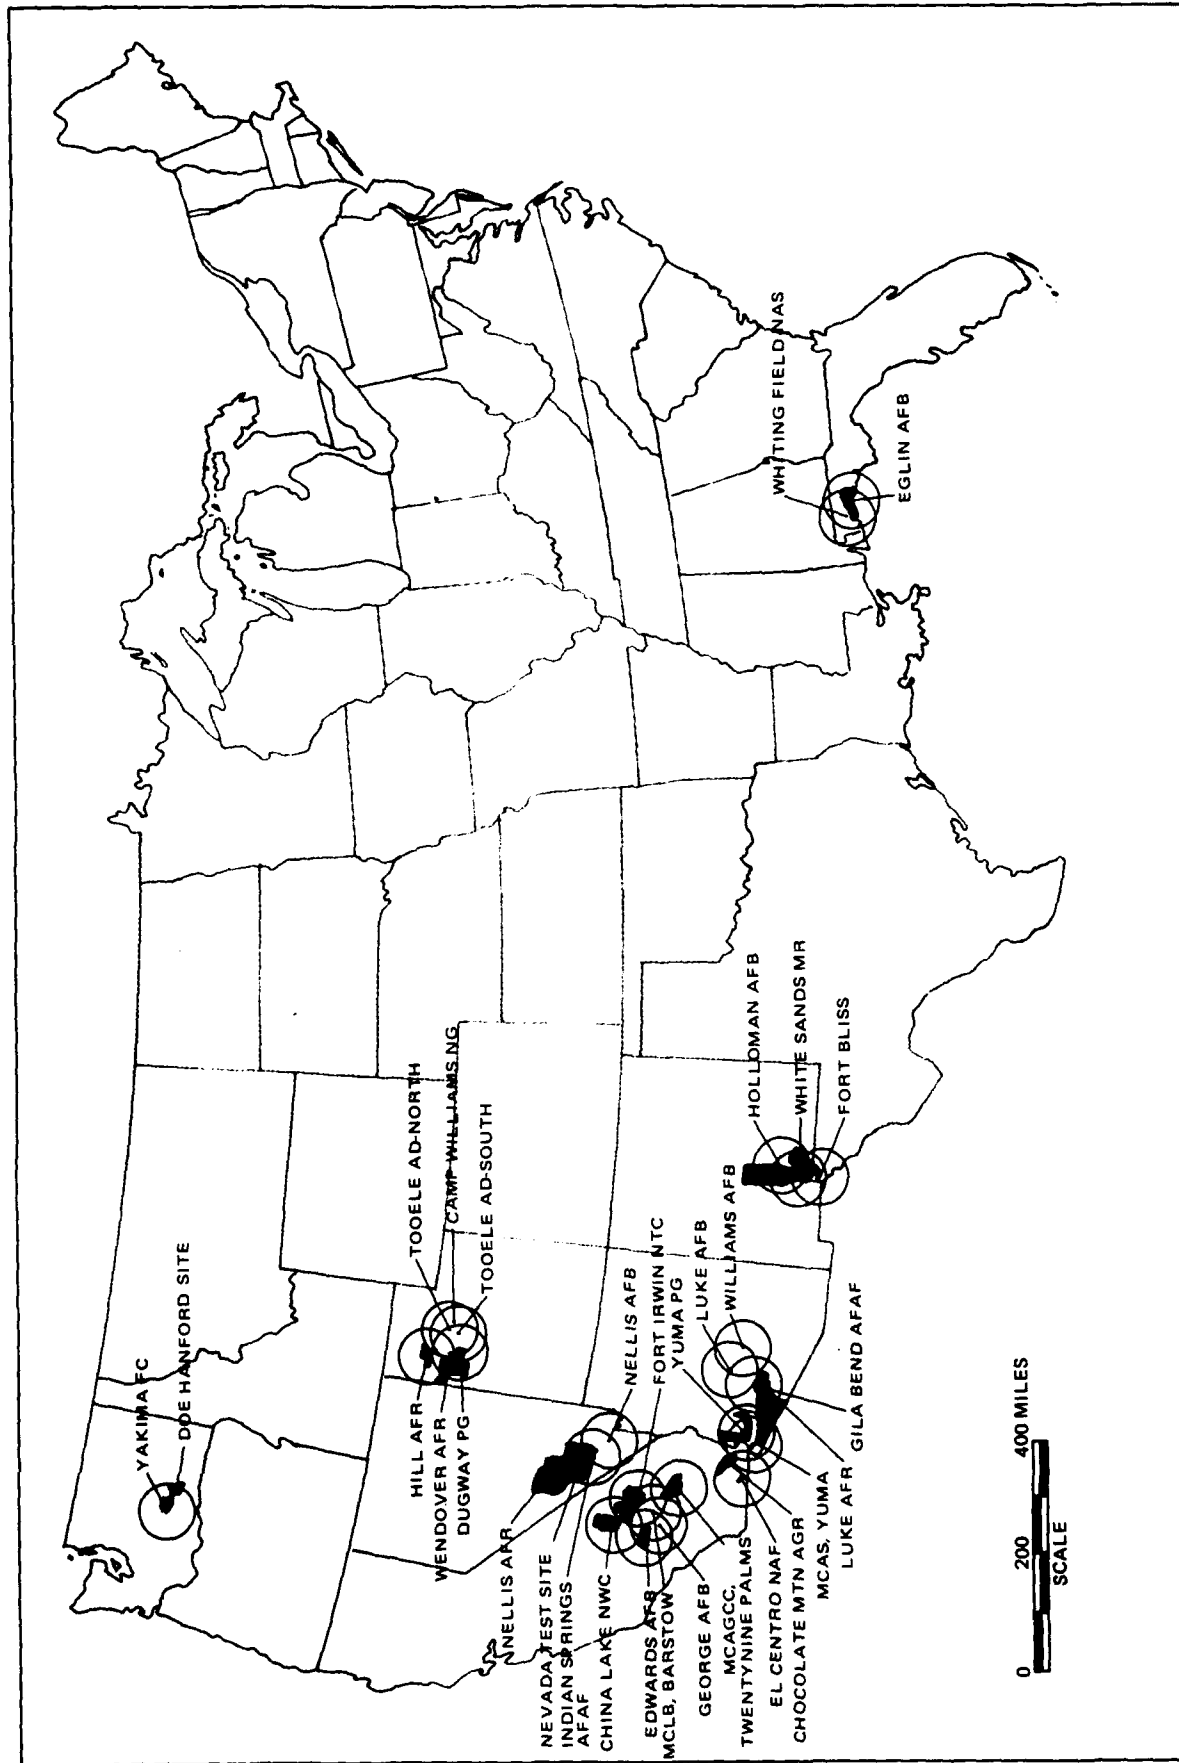 YAKIMA FC
DOE HANFORD SITE
HILL AFR
WENDOVER AFR
DUGWAY PG
TOOELE AD-NORTH
CAMP WILLIAMS NG
TOOELE AD-SOUTH
NELLIS AFR
NEVADA TEST SITE
INDIAN SPRINGS
AFAF
CHINA LAKE NWC
EDWARDS AFB
MCLB, BARSTOW
GEORGE AFB
MCAGCC,
TWENTYNINE PALMS
EL CENTRO NAF
CHOCOLATE MTN AGR
MCAS, YUMA
LUKE AFR
GILA BEND AFAF
NELLIS AFB
FORT IRWIN NTC
YUMA PG
LUKE AFB
WILLIAMS AFB
HOLLOMAN AFB
WHITE SANDS MR
FORT BLISS
WHITING FIELD NAS
EGLIN AFB
0 200 400 MILES
SCALE